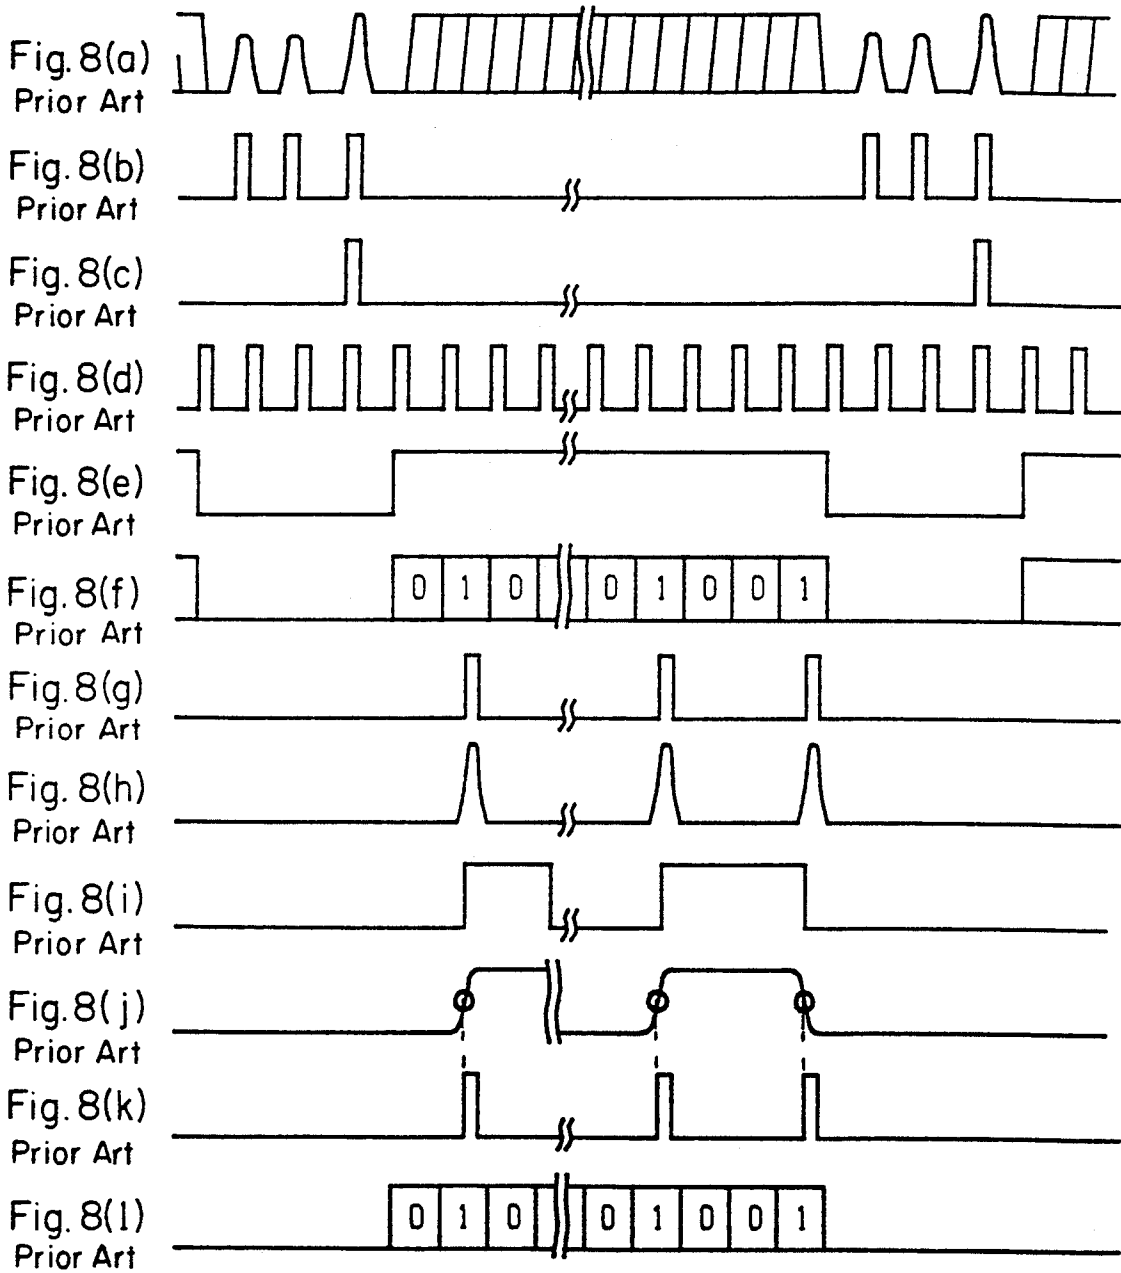 Fig. 8(a)
Prior Art
Fig. 8(b)
Prior Art
Fig. 8(c)
Prior Art
Fig. 8(d)
Prior Art
Fig. 8(e)
Prior Art
Fig. 8(f)
0 1 0 0 1 0 0 1
Prior Art
Fig. 8(g)
Prior Art
Fig. 8(h)
Prior Art
Fig. 8(i)
Prior Art
Fig. 8(j)
Prior Art
Fig. 8(k)
Prior Art
Fig. 8(l)
0 1 0 0 1 0 0 1
Prior Art